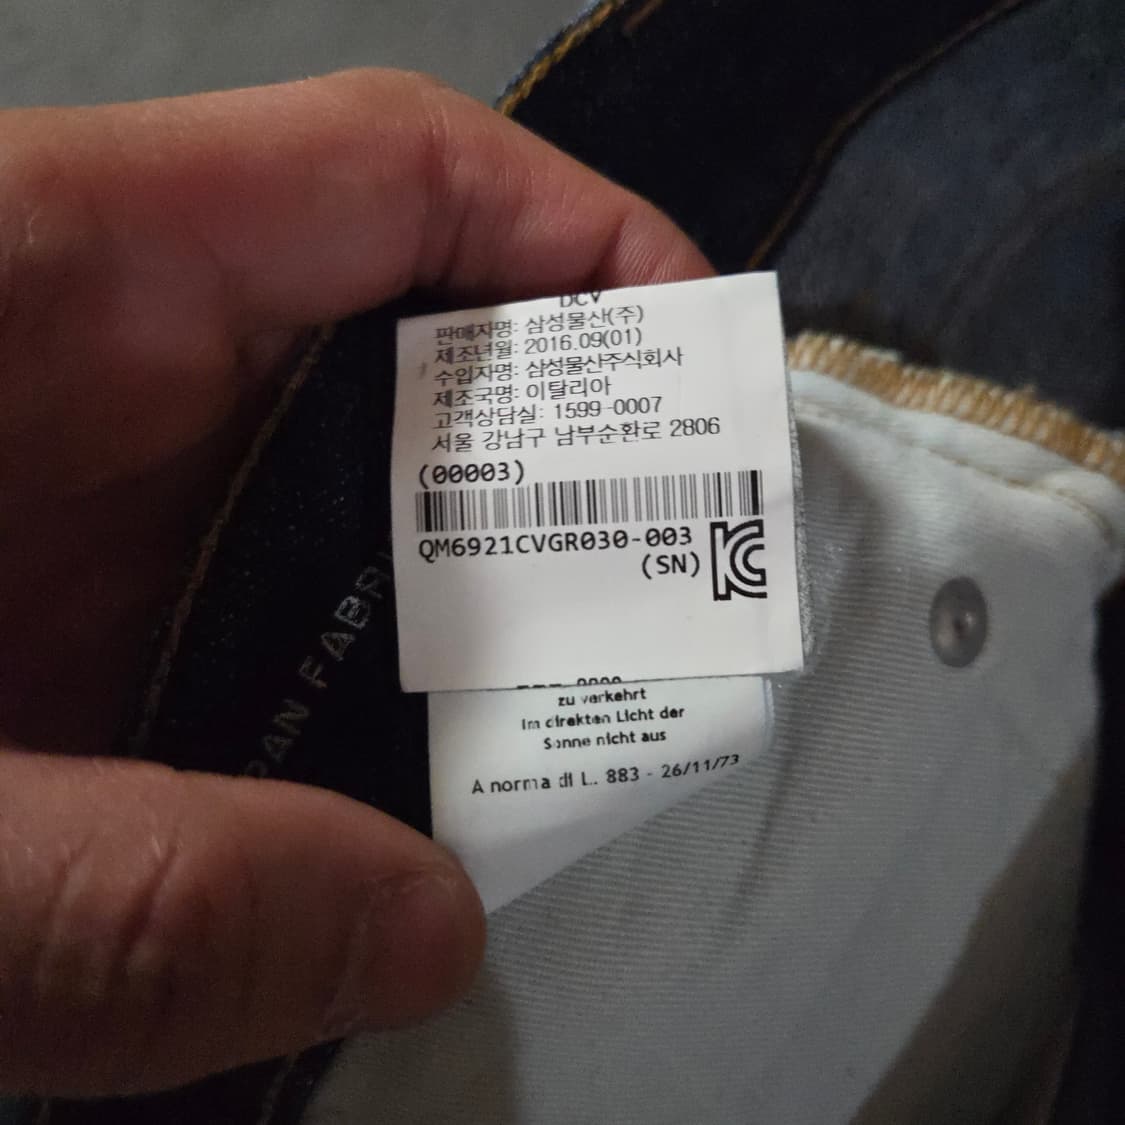 DCV
판매자명: 삼성물산(주)
제조년월: 2016.09(01)
수입자명: 삼성물산주식회사
제조국명: 이탈리아
고객상담실: 1599-0007
서울 강남구 남부순환로 2806
(00003)
QM6921CVGR030-003
(SN)
zu verkehrt
Im direkten Licht der
Sonne nicht aus
A norma di L. 883 - 26/11/73
PAN FABRI